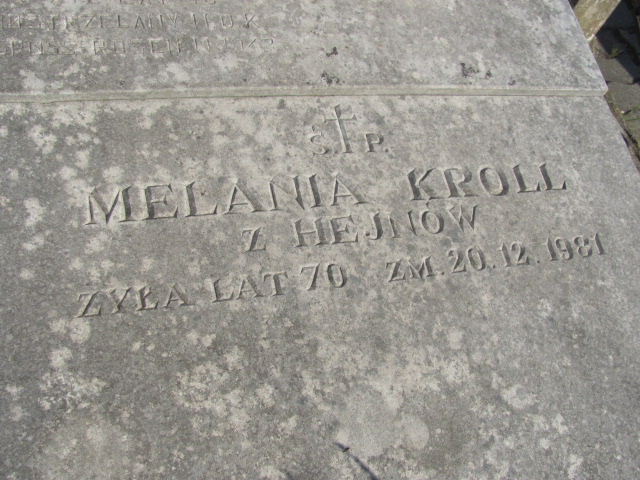 W O.K.
Ś P.
MELANIA KROLL
Z HEJNÓW
ŻYŁA LAT 70 ZM. 20.12.1981